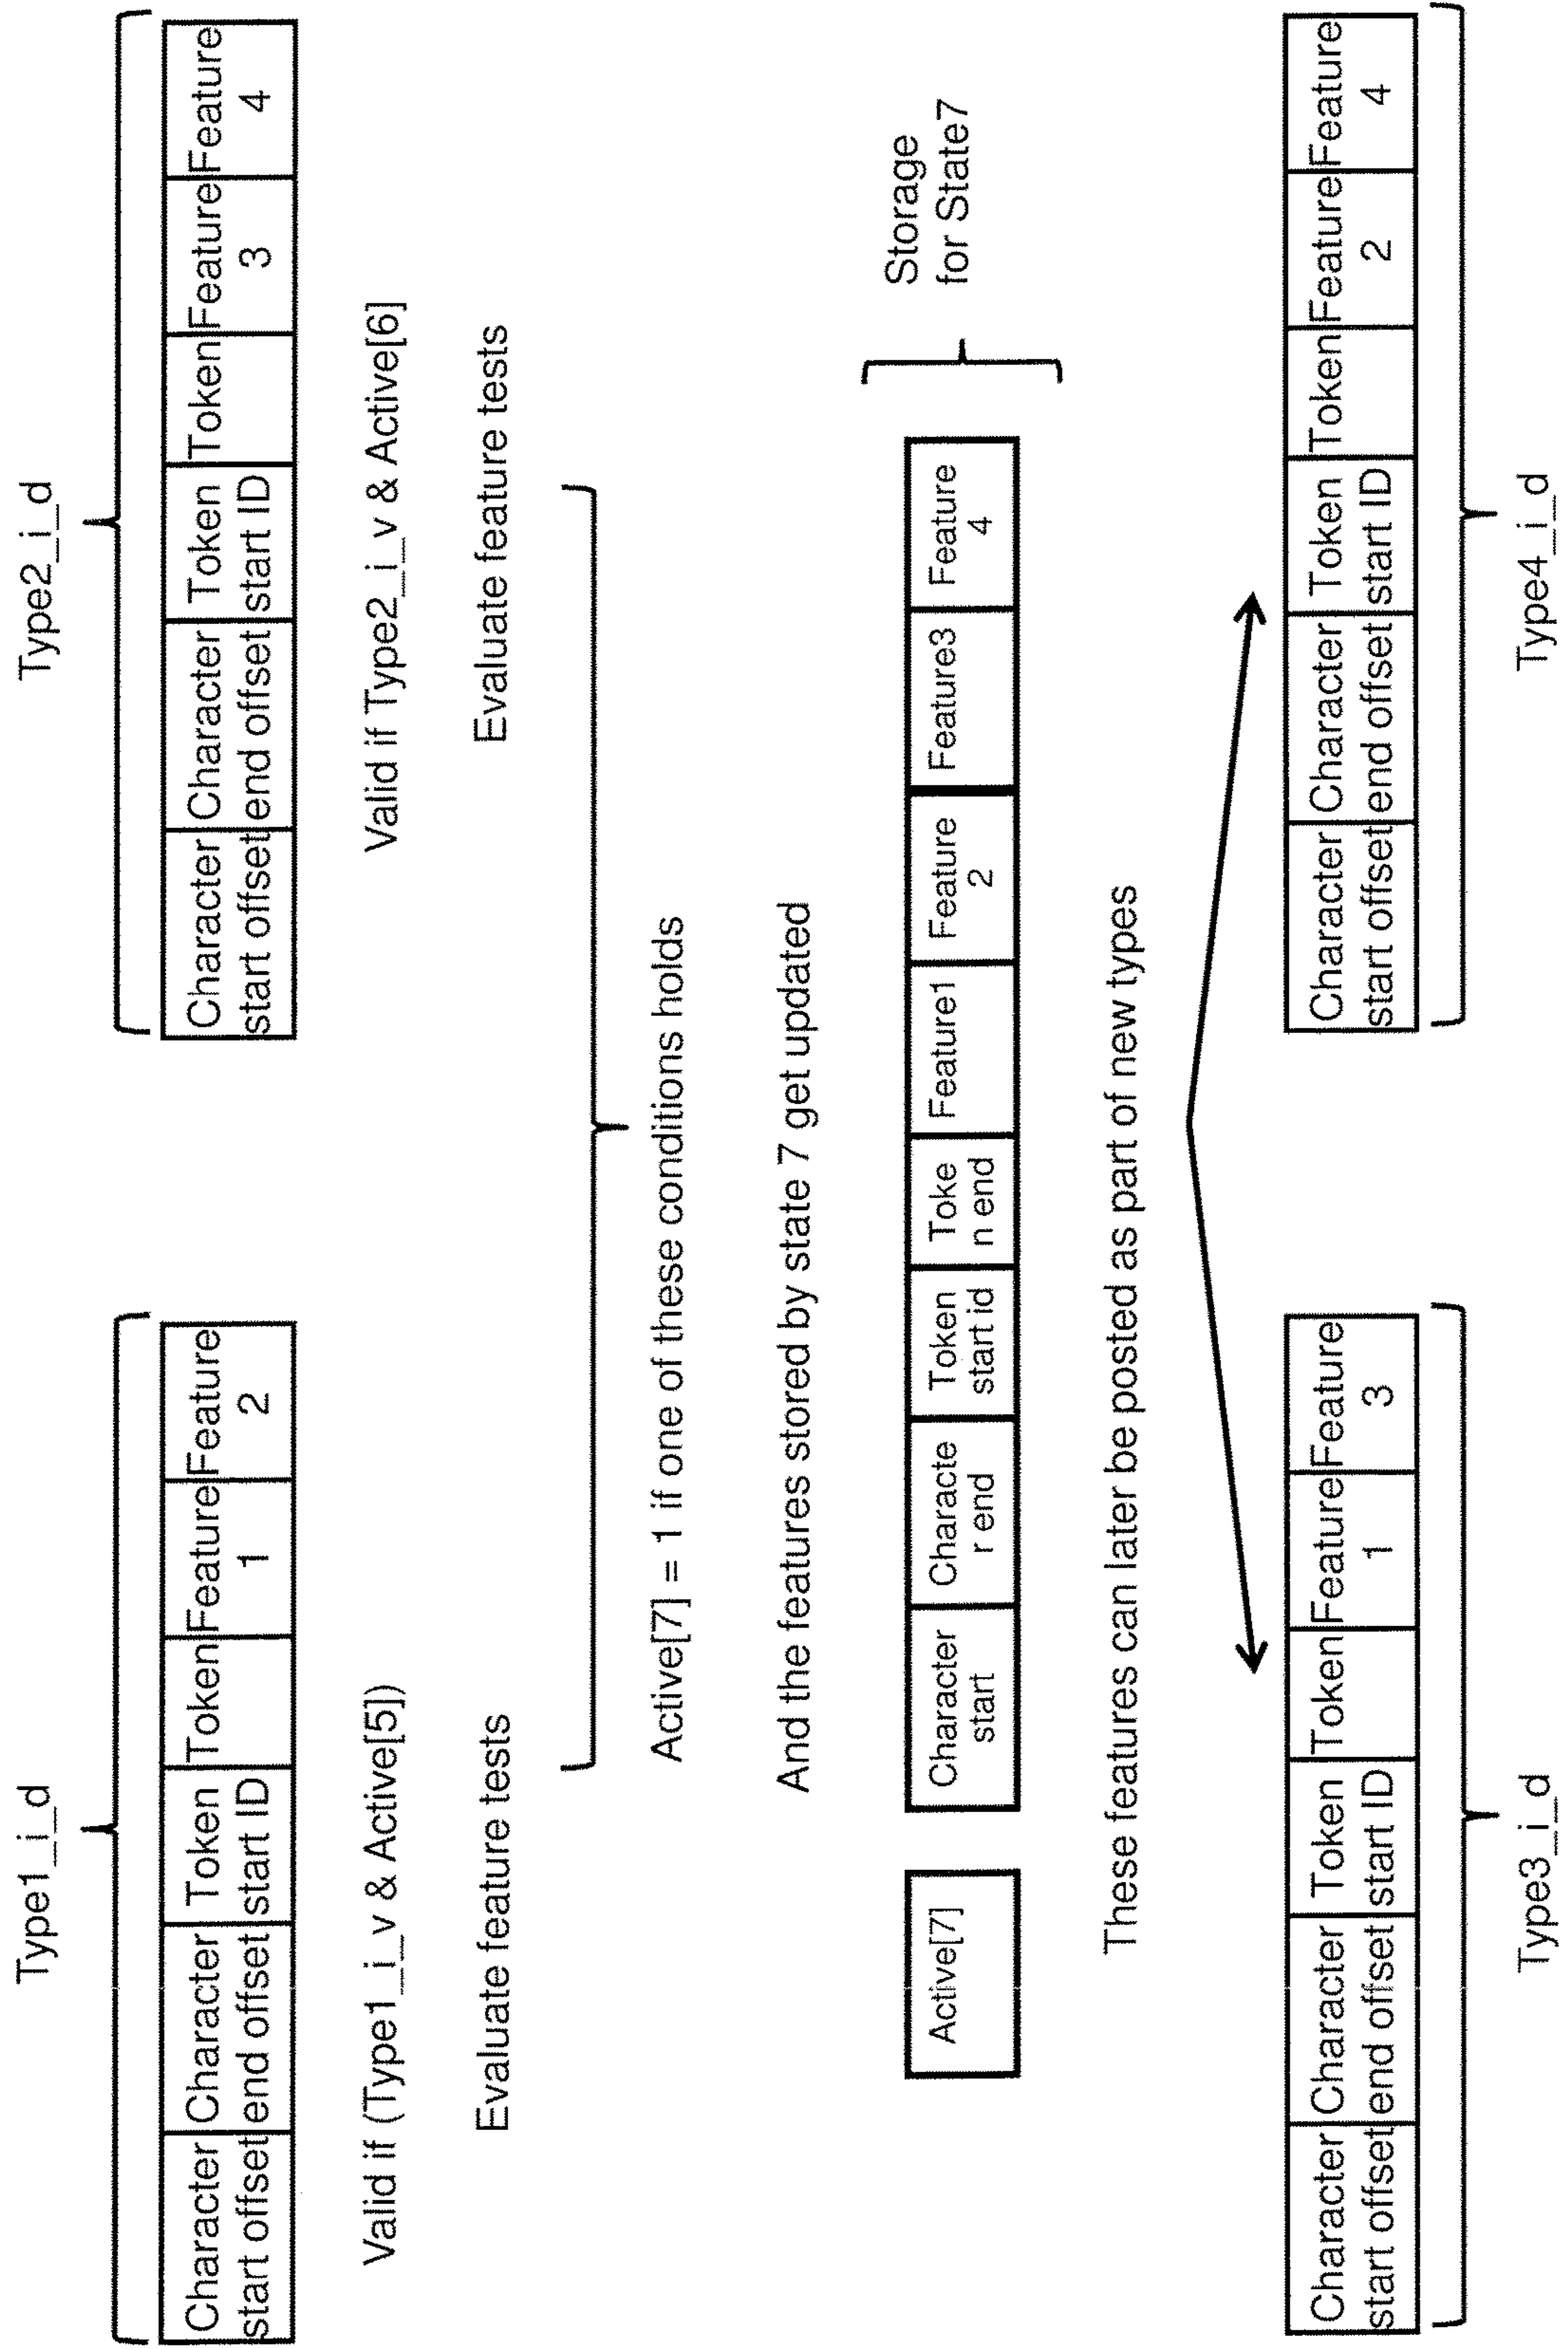 Type1_i_d
Character
start offset
Character
end offset
Token
start ID
Token
Feature
1
Feature
2
Valid if (Type1_i_v & Active[5])
Evaluate feature tests
Type2_i_d
Character
start offset
Character
end offset
Token
start ID
Token
Feature
3
Feature
4
Valid if Type2_i_v & Active[6]
Evaluate feature tests
Active[7] = 1 if one of these conditions holds
And the features stored by state 7 get updated
Active[7]
Character
start
Characte
r end
Token
start id
Toke
n end
Feature1
Feature
2
Feature3
Feature
4
Storage
for State7
These features can later be posted as part of new types
Character
start offset
Character
end offset
Token
start ID
Token
Feature
1
Feature
3
Type3_i_d
Character
start offset
Character
end offset
Token
start ID
Token
Feature
2
Feature
4
Type4_i_d